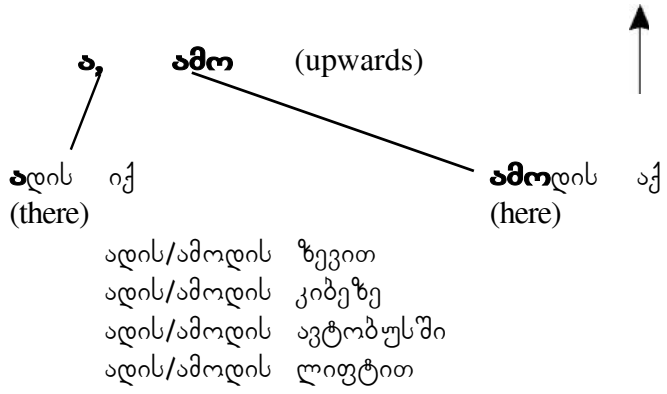 ა, ამო (upwards)
ადის იქ ამოდის აქ
(there) (here)
ადის/ამოდის ზევით
ადის/ამოდის კიბეზე
ადის/ამოდის ავტობუსში
ადის/ამოდის ლიფტით